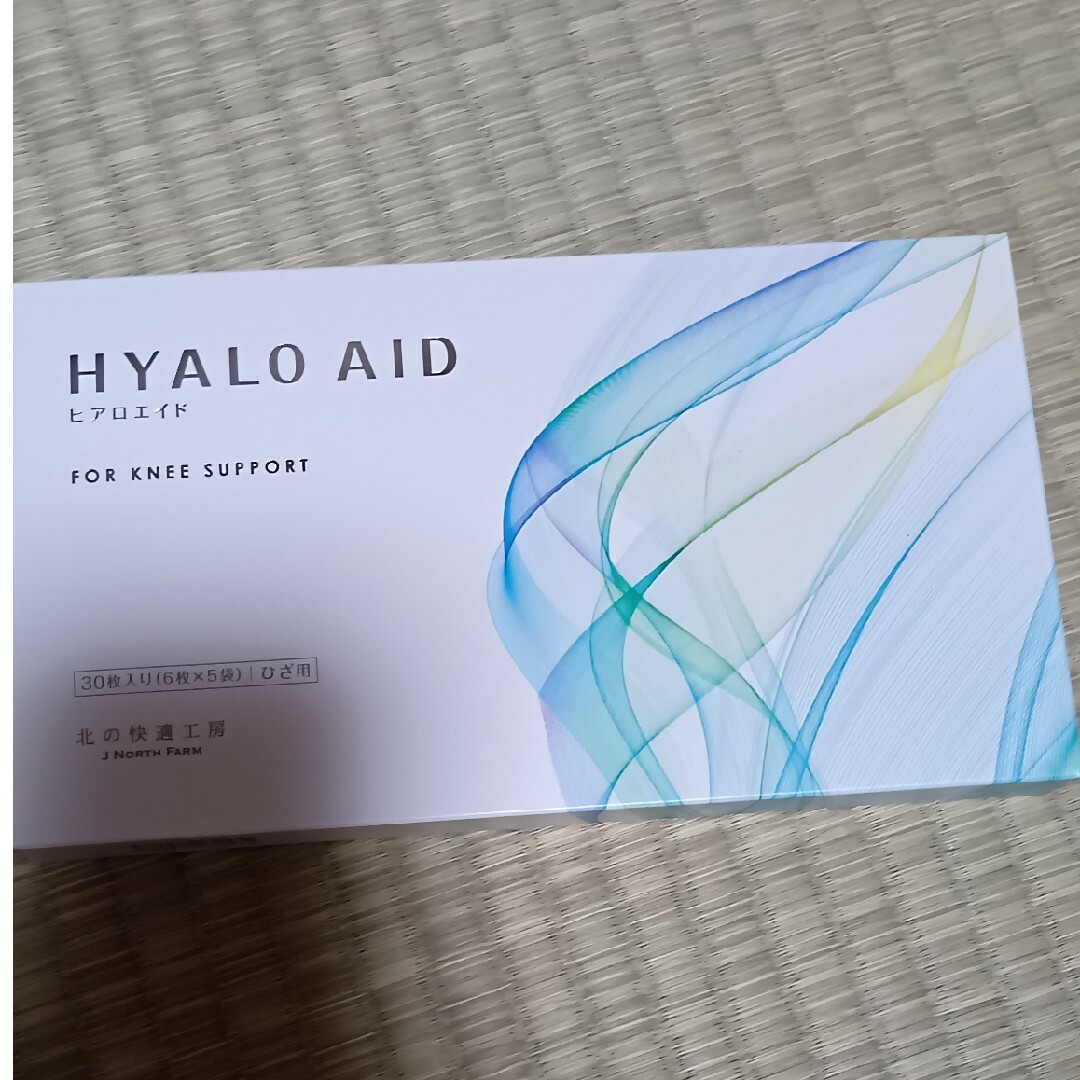 HYALO AID
ヒアロエイド
FOR KNEE SUPPORT
30枚入り(6枚×5袋)|ひざ用
北の快適工房
J NORTH FARM